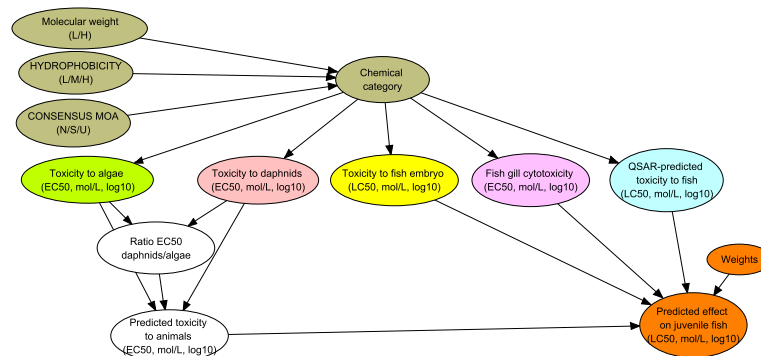 Molecular weight
(L/H)
HYDROPHOBICITY
(L/M/H)
CONSENSUS MOA
(N/S/U)
Chemical
category
Toxicity to algae
(EC50, mol/L, log10)
Toxicity to daphnids
(EC50, mol/L, log10)
Toxicity to fish embryo
(LC50, mol/L, log10)
Fish gill cytotoxicity
(EC50, mol/L, log10)
QSAR-predicted
toxicity to fish
(LC50, mol/L, log10)
Ratio EC50
daphnids/algae
Weights
Predicted toxicity
to animals
(EC50, mol/L, log10)
Predicted effect
on juvenile fish
(LC50, mol/L, log10)